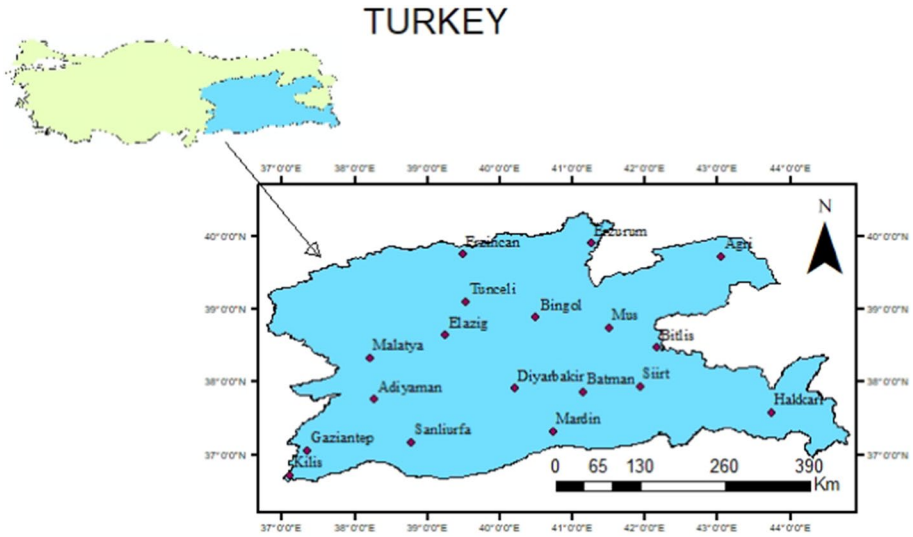 TURKEY
37°0'0"E 38°0'0"E 39°0'0"E 40°0'0"E 41°0'0"E 42°0'0"E 43°0'0"E 44°0'0"E
N
40°0'0"N 40°0'0"N
Erzurum
Erzincan
Agri
39°0'0"N 39°0'0"N
Tunceli
Bingol
Mus
Elazig
Bitlis
Malatya
38°0'0"N 38°0'0"N
Diyarbakir Batman Siirt
Adiyaman
Hakkari
Mardin
Sanliurfa
Gaziantep
37°0'0"N 37°0'0"N
Kilis
0 65 130 260 390
Km
37°0'0"E 38°0'0"E 39°0'0"E 40°0'0"E 41°0'0"E 42°0'0"E 43°0'0"E 44°0'0"E